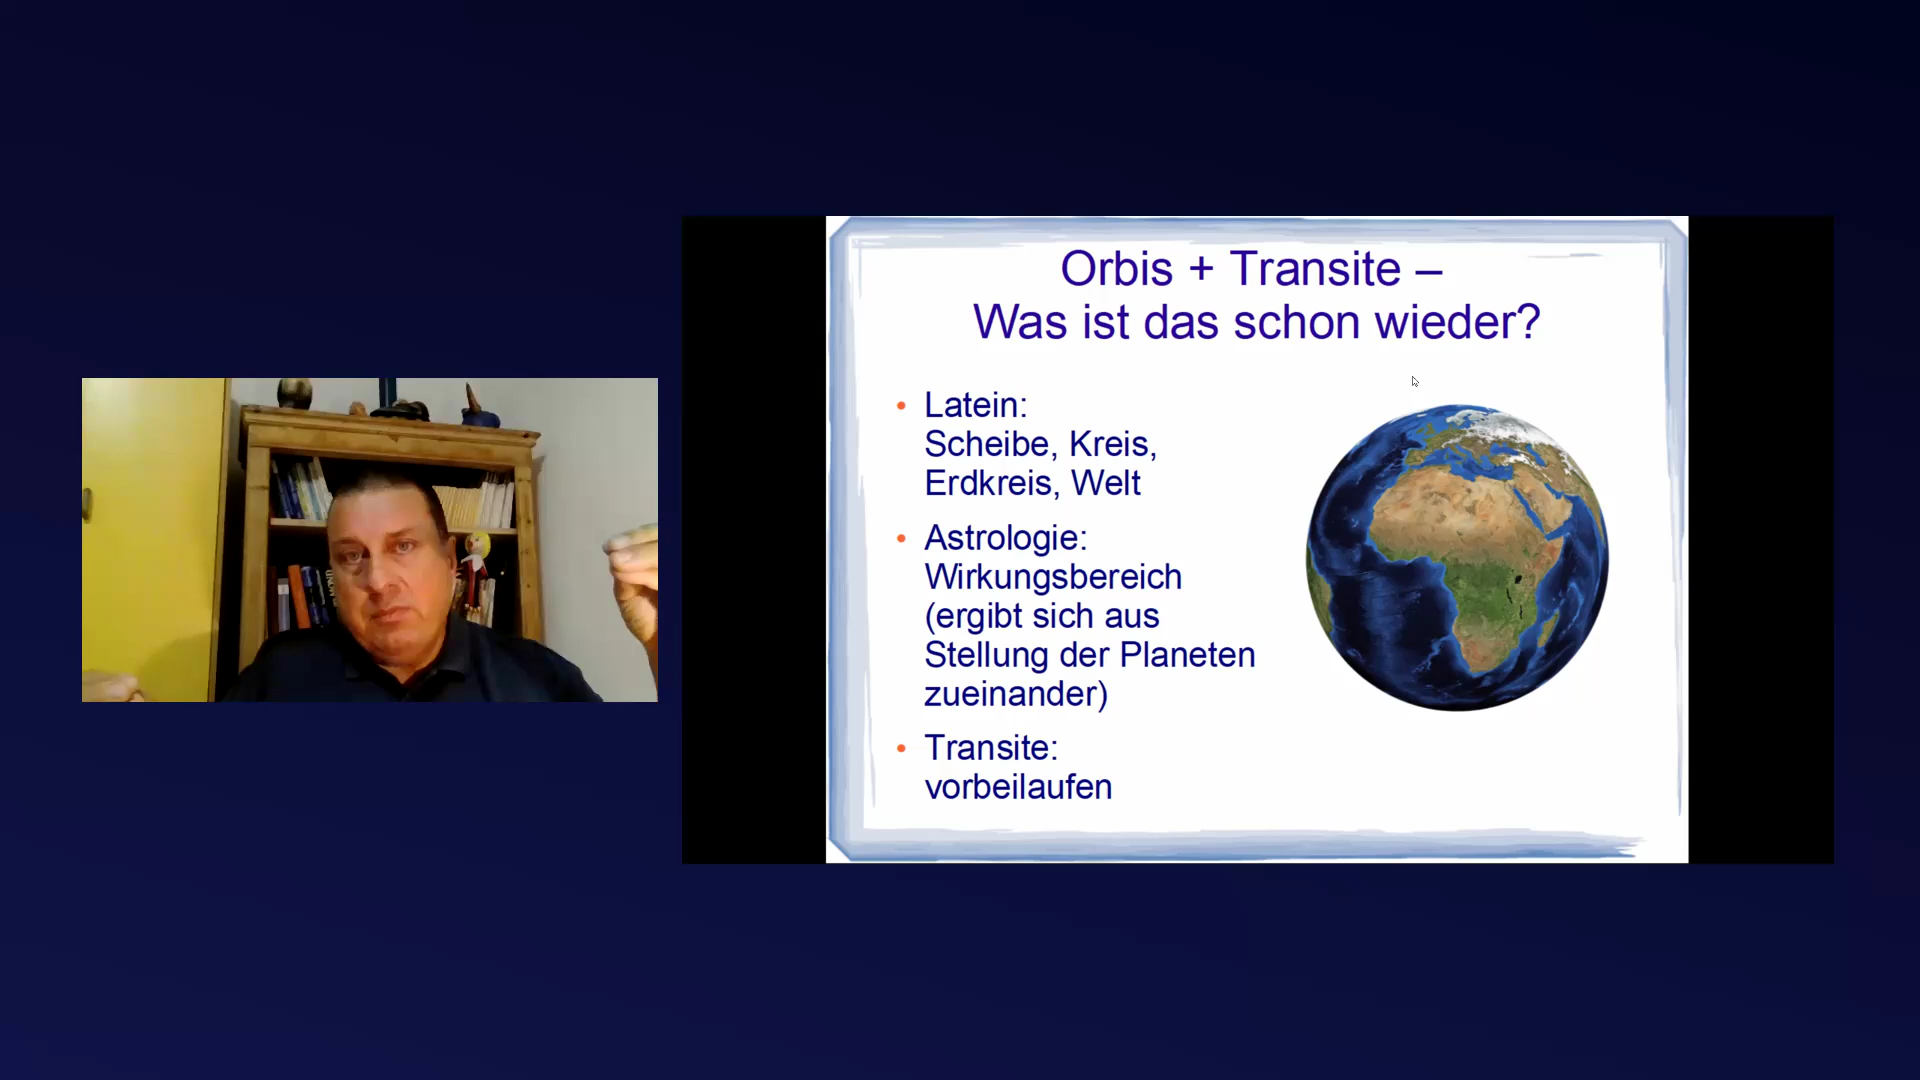 Orbis + Transite –
Was ist das schon wieder?
• Latein:
Scheibe, Kreis,
Erdkreis, Welt
• Astrologie:
Wirkungsbereich
(ergibt sich aus
Stellung der Planeten
zueinander)
• Transite:
vorbeilaufen